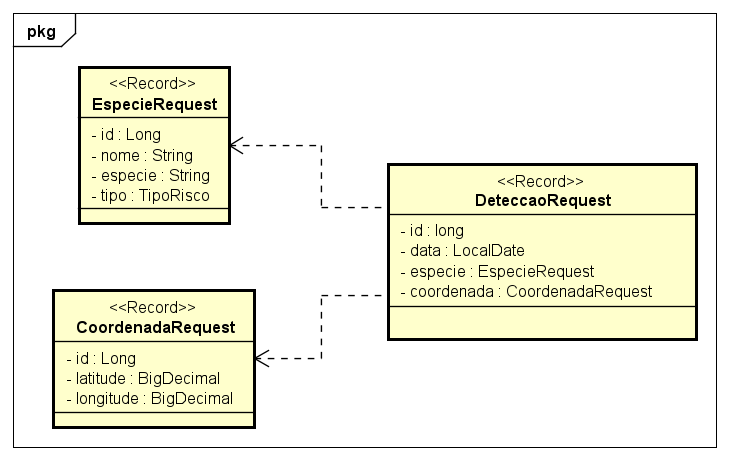 pkg
<<Record>>
EspecieRequest
- id : Long
- nome : String
- especie : String
- tipo : TipoRisco
<<Record>>
DeteccaoRequest
- id : long
- data : LocalDate
- especie : EspecieRequest
- coordenada : CoordenadaRequest
<<Record>>
CoordenadaRequest
- id : Long
- latitude : BigDecimal
- longitude : BigDecimal